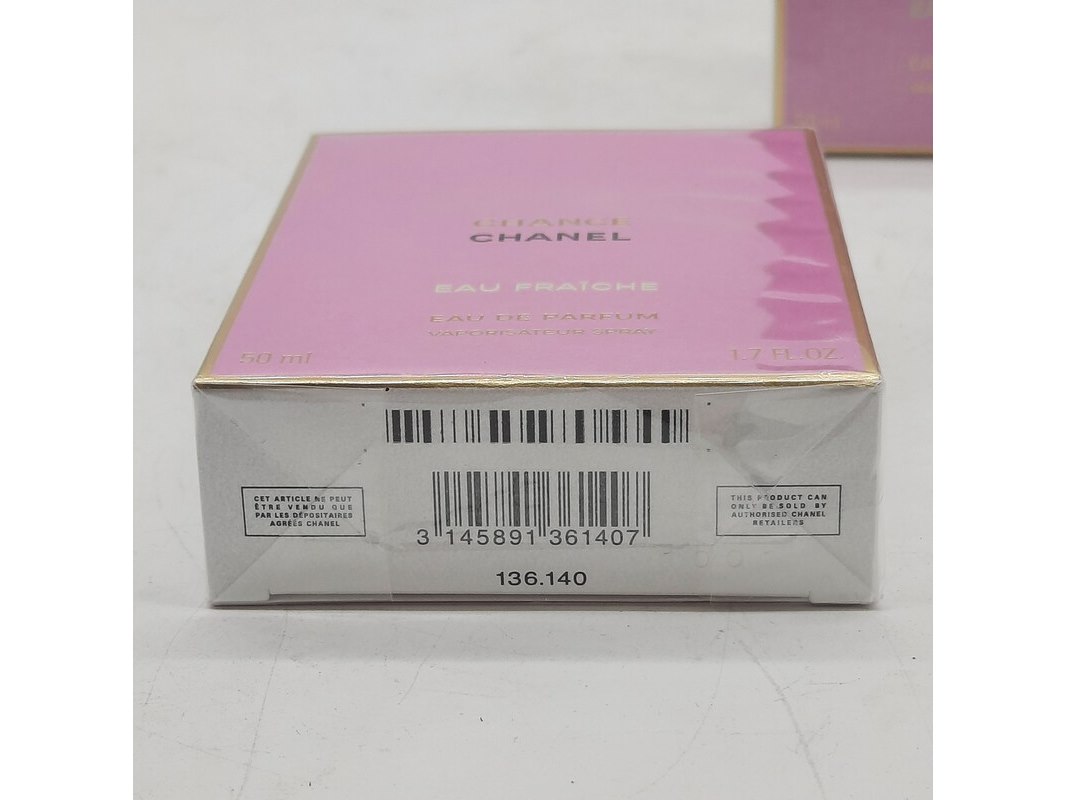 CHANCE
CHANEL
EAU FRAÎCHE
EAU DE PARFUM
VAPORISATEUR SPRAY
50 ml
1.7 FL.OZ.
CET ARTICLE NE PEUT
ÊTRE VENDU QUE
PAR LES DÉPOSITAIRES
AGRÉÉS CHANEL
3 145891 361407
136.140
THIS PRODUCT CAN
ONLY BE SOLD BY
AUTHORISED CHANEL
RETAILERS